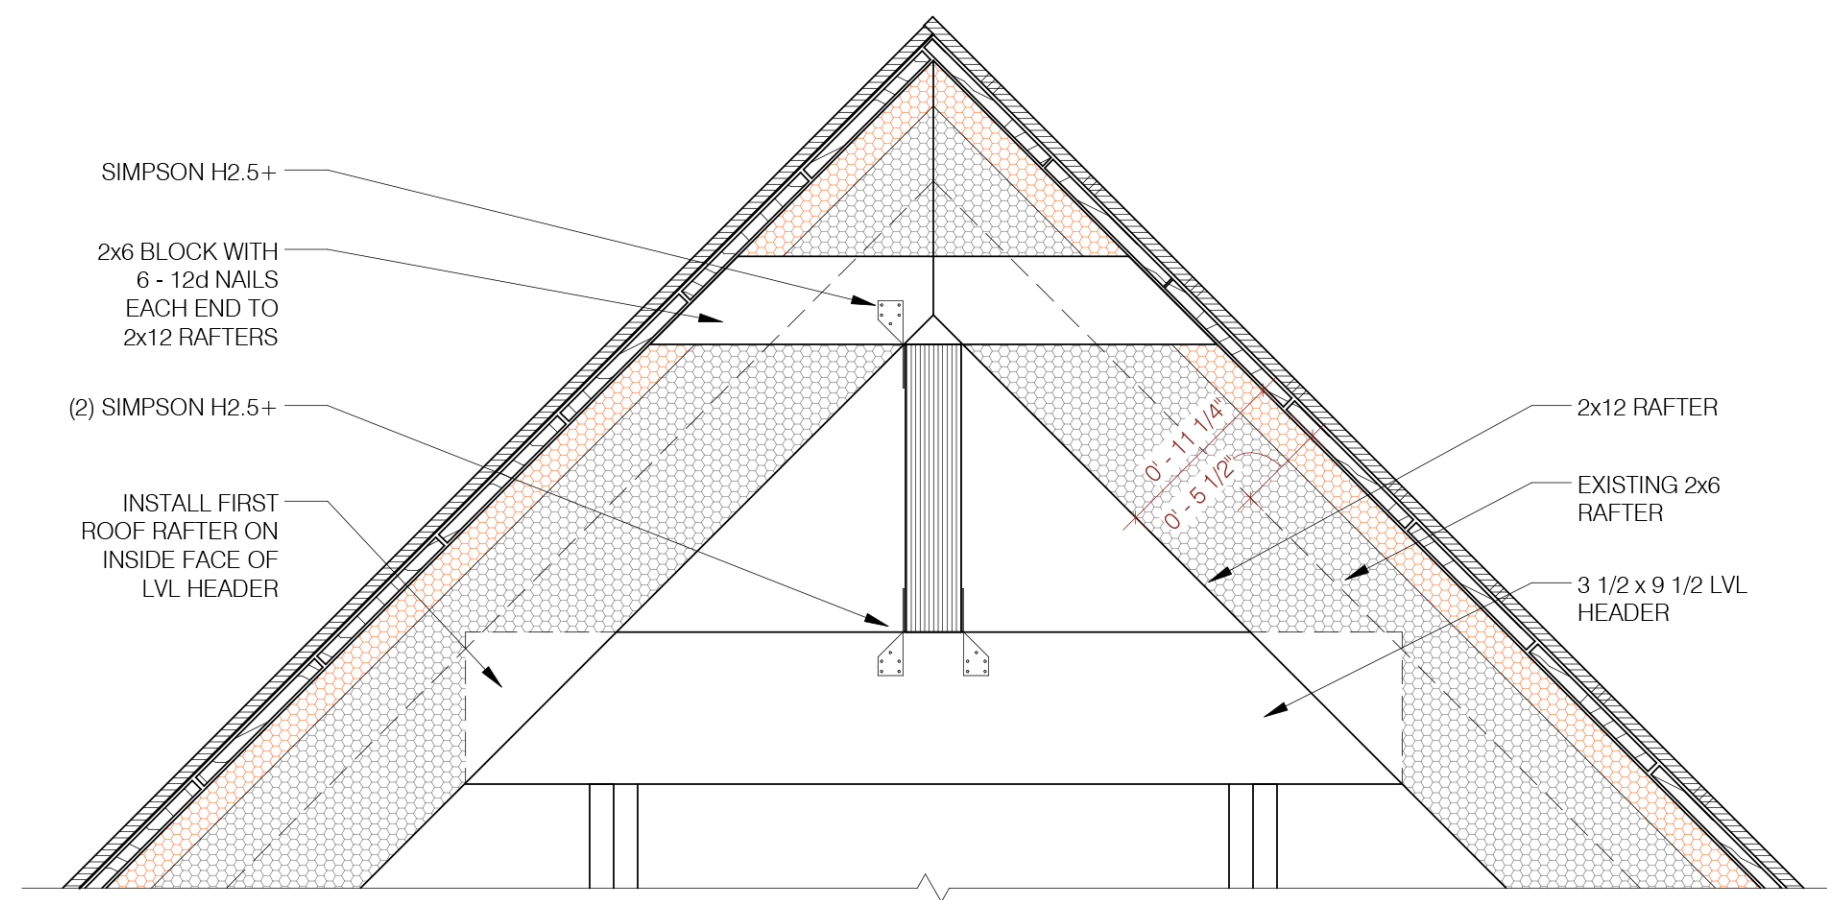 SIMPSON H2.5+
2x6 BLOCK WITH
6 - 12d NAILS
EACH END TO
2x12 RAFTERS
(2) SIMPSON H2.5+
INSTALL FIRST
ROOF RAFTER ON
INSIDE FACE OF
LVL HEADER
0' - 11 1/4"
0' - 5 1/2"
2x12 RAFTER
EXISTING 2x6
RAFTER
3 1/2 x 9 1/2 LVL
HEADER